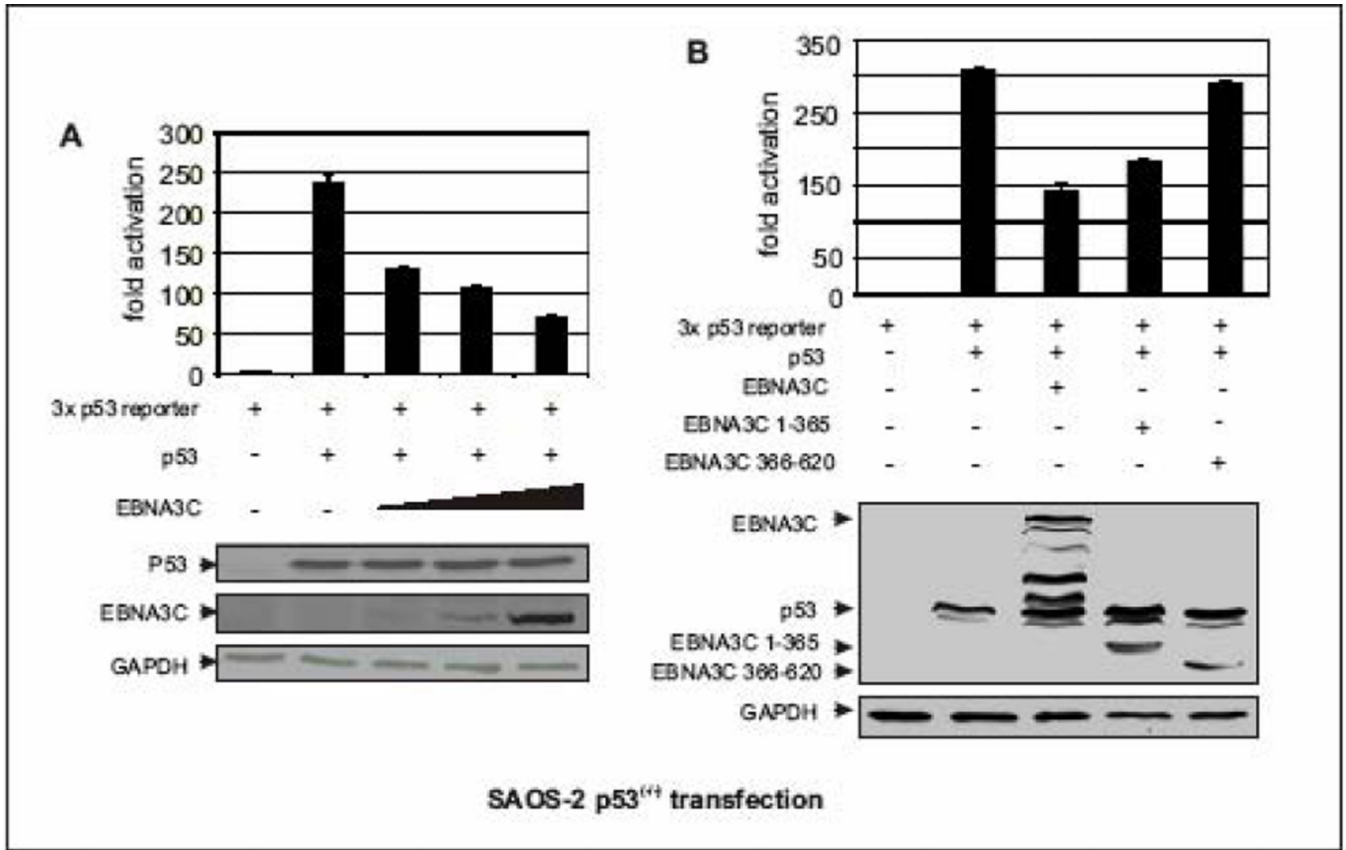 A
fold activation
300
250
200
150
100
50
0
3x p53 reporter + + + + +
p53 - + + + +
EBNA3C - -
P53
EBNA3C
GAPDH
B
fold activation
350
250
150
50
0
3x p53 reporter + + + + +
p53 - + + + +
EBNA3C - - + - -
EBNA3C 1-365 - - - + -
EBNA3C 366-620 - - - - +
EBNA3C
p53
EBNA3C 1-365
EBNA3C 366-620
GAPDH
SAOS-2 p53 transfection